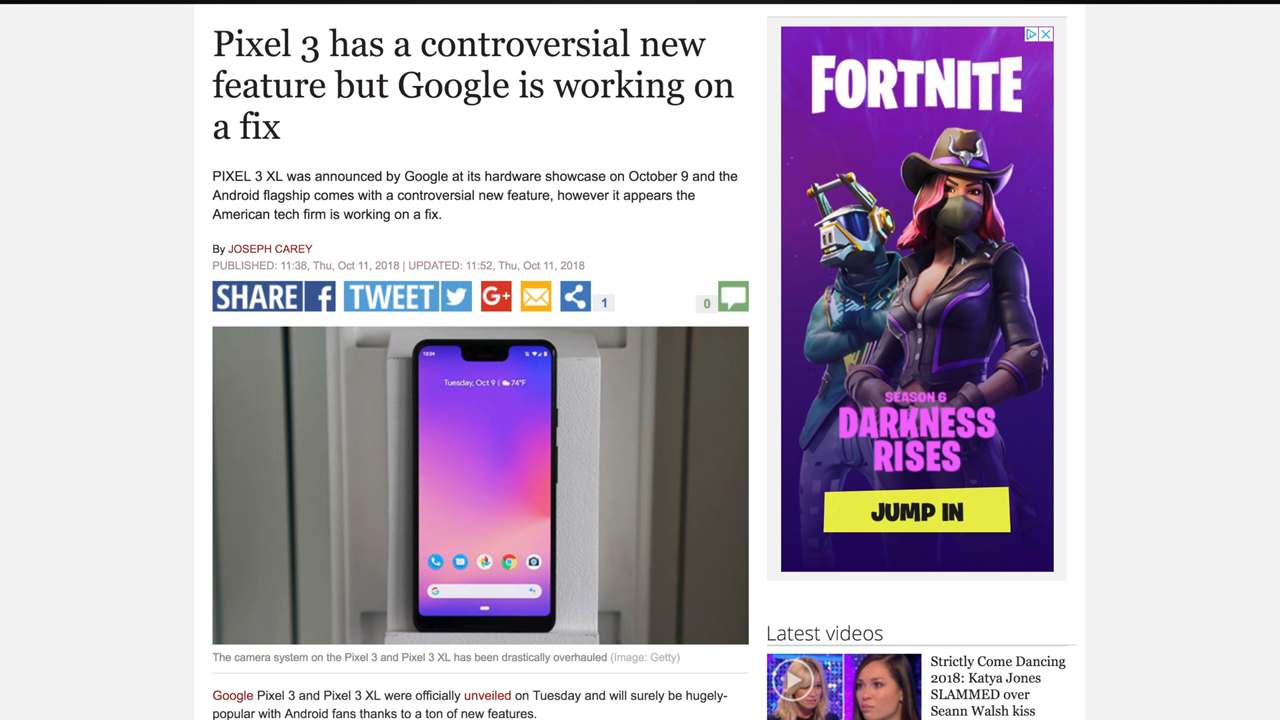 Pixel 3 has a controversial new
feature but Google is working on
a fix
PIXEL 3 XL was announced by Google at its hardware showcase on October 9 and the
Android flagship comes with a controversial new feature, however it appears the
American tech firm is working on a fix.
By JOSEPH CAREY
PUBLISHED: 11:38, Thu, Oct 11, 2018 | UPDATED: 11:52, Thu, Oct 11, 2018
SHARE f TWEET G+ 1 0
12:24
Tuesday, Oct 9 | 74°F
The camera system on the Pixel 3 and Pixel 3 XL has been drastically overhauled (Image: Getty)
Google Pixel 3 and Pixel 3 XL were officially unveiled on Tuesday and will surely be hugely-
popular with Android fans thanks to a ton of new features.
FORTNITE
SEASON 6
DARKNESS
RISES
JUMP IN
Latest videos
Strictly Come Dancing
2018: Katya Jones
SLAMMED over
Seann Walsh kiss